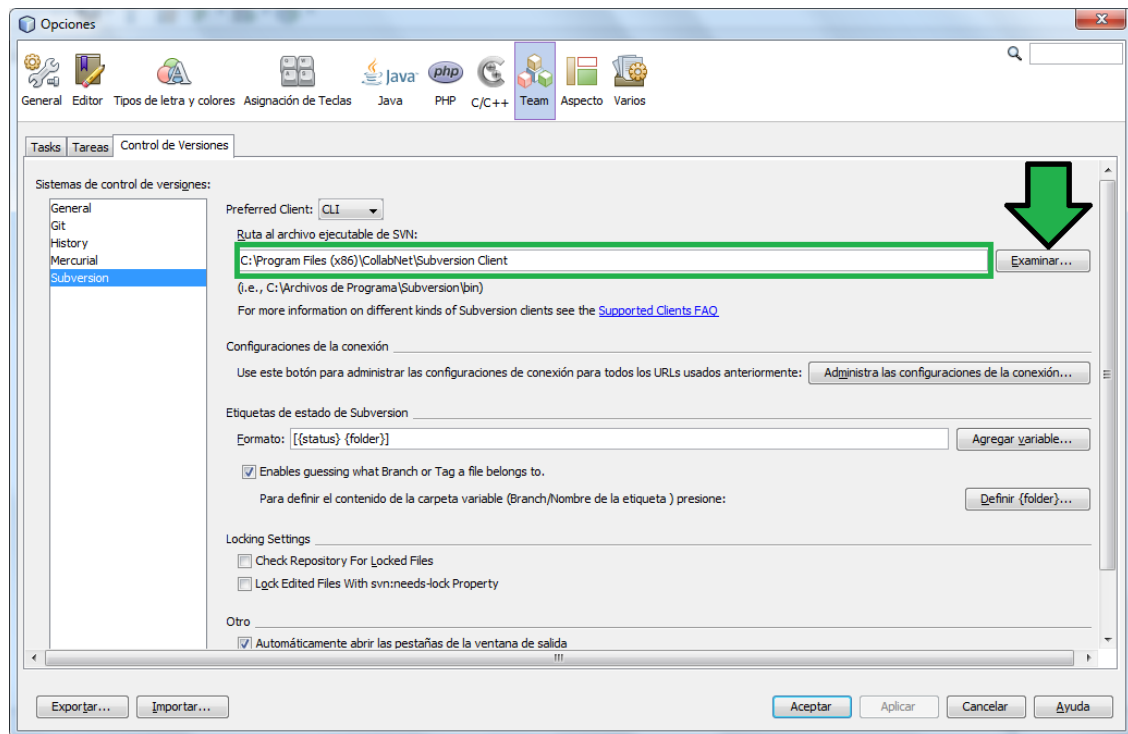 Opciones
General Editor Tipos de letra y colores Asignación de Teclas Java PHP C/C++ Team Aspecto Varios
Tasks Tareas Control de Versiones
Sistemas de control de versiones:
General
Git
History
Mercurial
Subversion
Preferred Client: CLI
Ruta al archivo ejecutable de SVN:
C:\Program Files (x86)\CollabNet\Subversion Client
Examinar...
(i.e., C:\Archivos de Programa\Subversion\bin)
For more information on different kinds of Subversion clients see the Supported Clients FAQ
Configuraciones de la conexión
Use este botón para administrar las configuraciones de conexión para todos los URLs usados anteriormente: Administra las configuraciones de la conexión...
Etiquetas de estado de Subversion
Formato: [{status} {folder}] Agregar variable...
Enables guessing what Branch or Tag a file belongs to.
Para definir el contenido de la carpeta variable (Branch/Nombre de la etiqueta ) presione: Definir {folder}...
Locking Settings
Check Repository For Locked Files
Lock Edited Files With svn:needs-lock Property
Otro
Automáticamente abrir las pestañas de la ventana de salida
Exportar... Importar... Aceptar Aplicar Cancelar Ayuda